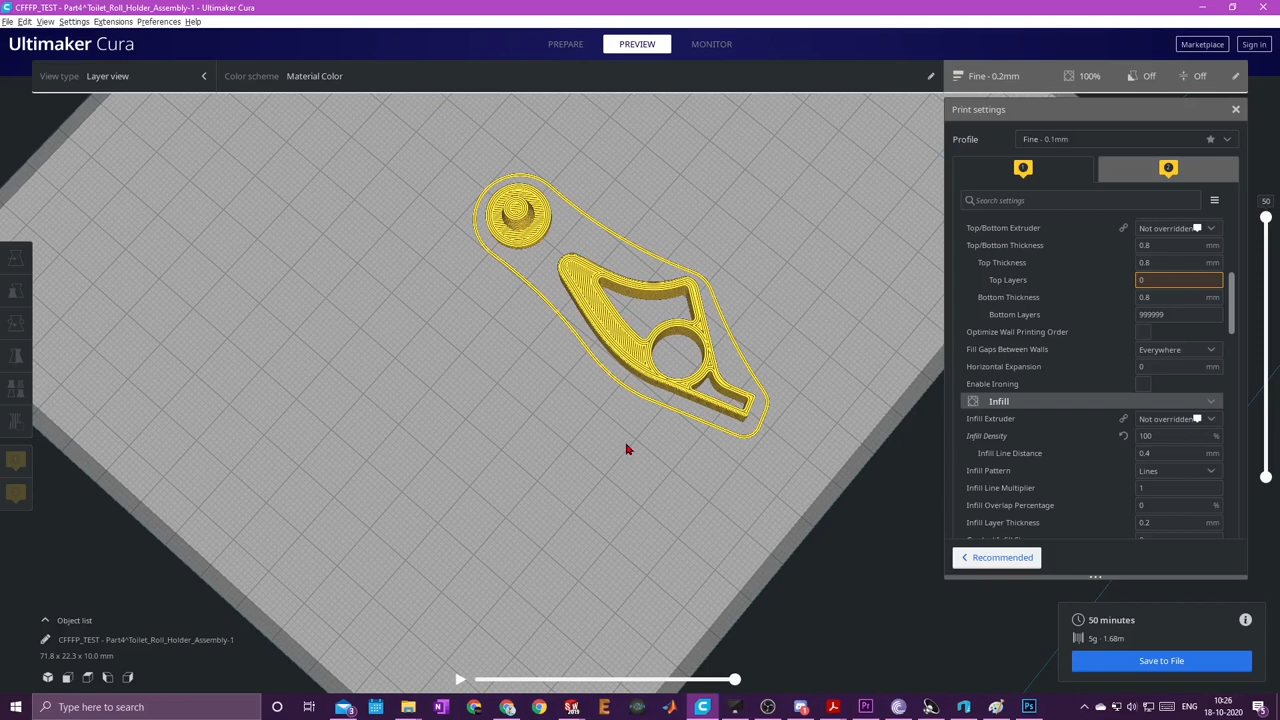 CFFFP_TEST - Part4^Toilet_Roll_Holder_Assembly-1 - Ultimaker Cura
File Edit View Settings Extensions Preferences Help
Ultimaker Cura
PREPARE PREVIEW MONITOR
Marketplace Sign in
View type Layer view
Color scheme Material Color
Fine - 0.2mm 100% Off Off
Print settings
Profile Fine - 0.1mm
1 2
Search settings
50
Top/Bottom Extruder Not overridden
Top/Bottom Thickness 0.8 mm
Top Thickness 0.8 mm
Top Layers 0
Bottom Thickness 0.8 mm
Bottom Layers 999999
Optimize Wall Printing Order
Fill Gaps Between Walls Everywhere
Horizontal Expansion 0 mm
Enable Ironing
Infill
Infill Extruder Not overridden
Infill Density 100 %
Infill Line Distance 0.4 mm
Infill Pattern Lines
Infill Line Multiplier 1
Infill Overlap Percentage 0 %
Infill Layer Thickness 0.2 mm
Recommended
Object list
CFFFP_TEST - Part4^Toilet_Roll_Holder_Assembly-1
71.8 x 22.3 x 10.0 mm
50 minutes
5g · 1.68m
Save to File
Type here to search
10:26
18-10-2020